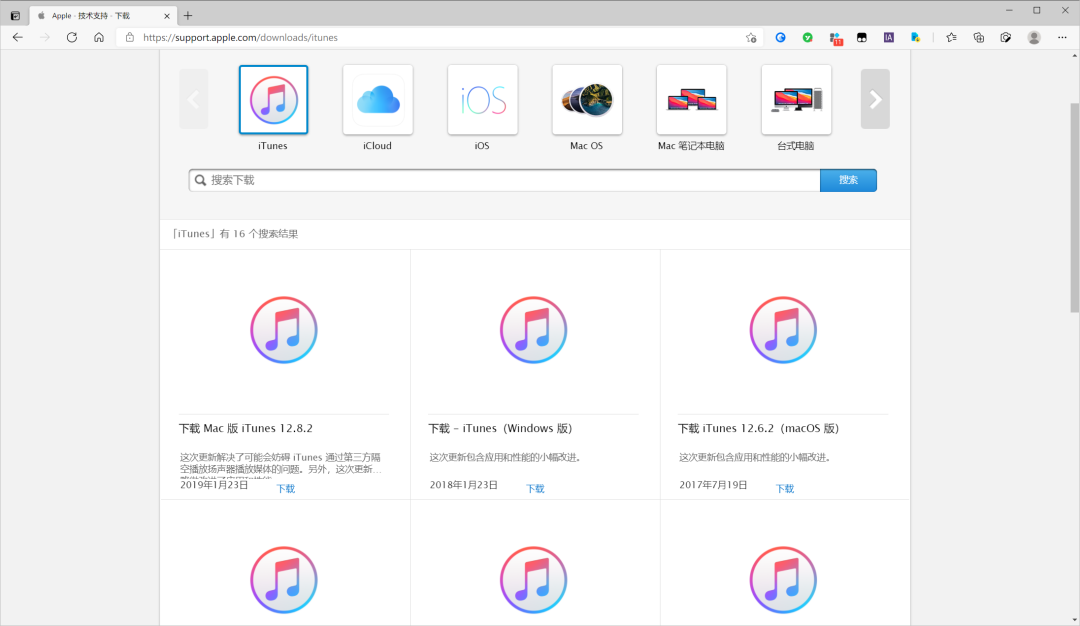 Apple - 技术支持 - 下载
https://support.apple.com/downloads/itunes
11
IA
iOS
iTunes
iCloud
iOS
Mac OS
Mac 笔记本电脑
台式电脑
搜索下载
搜索
「iTunes」有 16 个搜索结果
下载 Mac 版 iTunes 12.8.2
下载 – iTunes（Windows 版）
下载 iTunes 12.6.2（macOS 版）
这次更新解决了可能会妨碍 iTunes 通过第三方隔
空播放扬声器播放媒体的问题。另外，这次更新...
这次更新包含应用和性能的小幅改进。
这次更新包含应用和性能的小幅改进。
2019年1月23日
下载
2018年1月23日
下载
2017年7月19日
下载